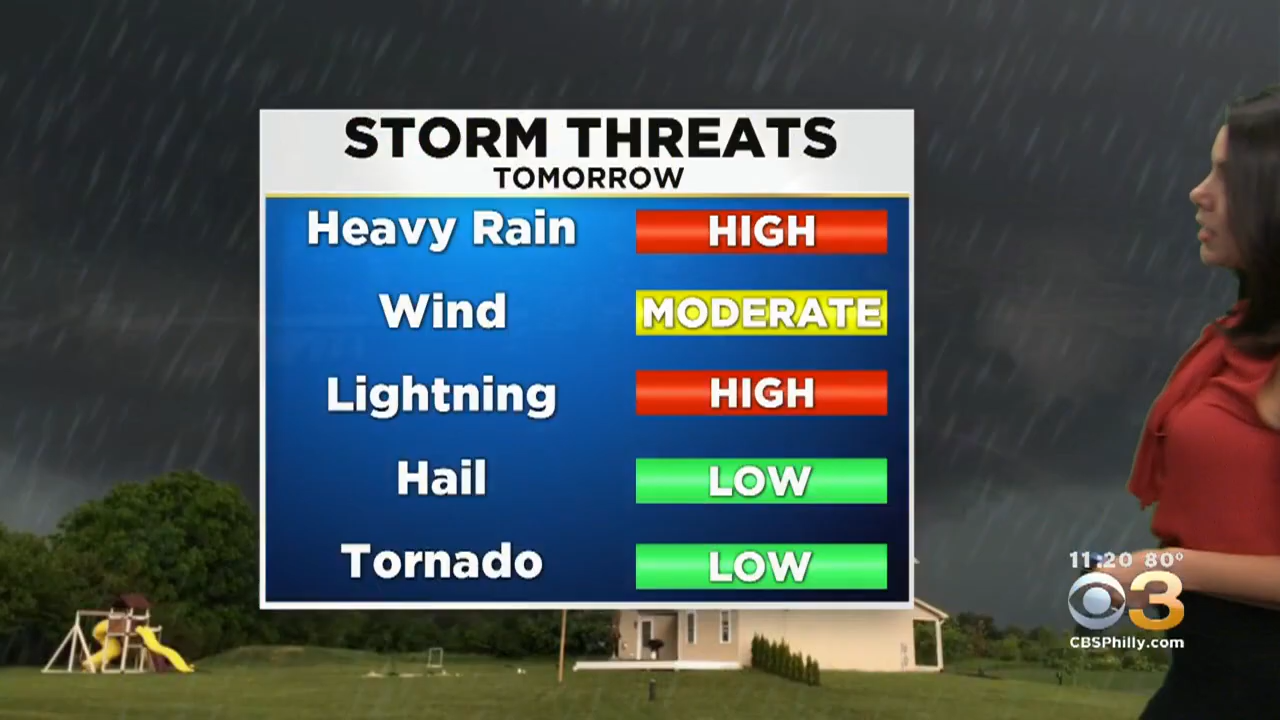 STORM THREATS
TOMORROW
Heavy Rain HIGH
Wind MODERATE
Lightning HIGH
Hail LOW
Tornado LOW
11:20 80°
3
CBSPhilly.com